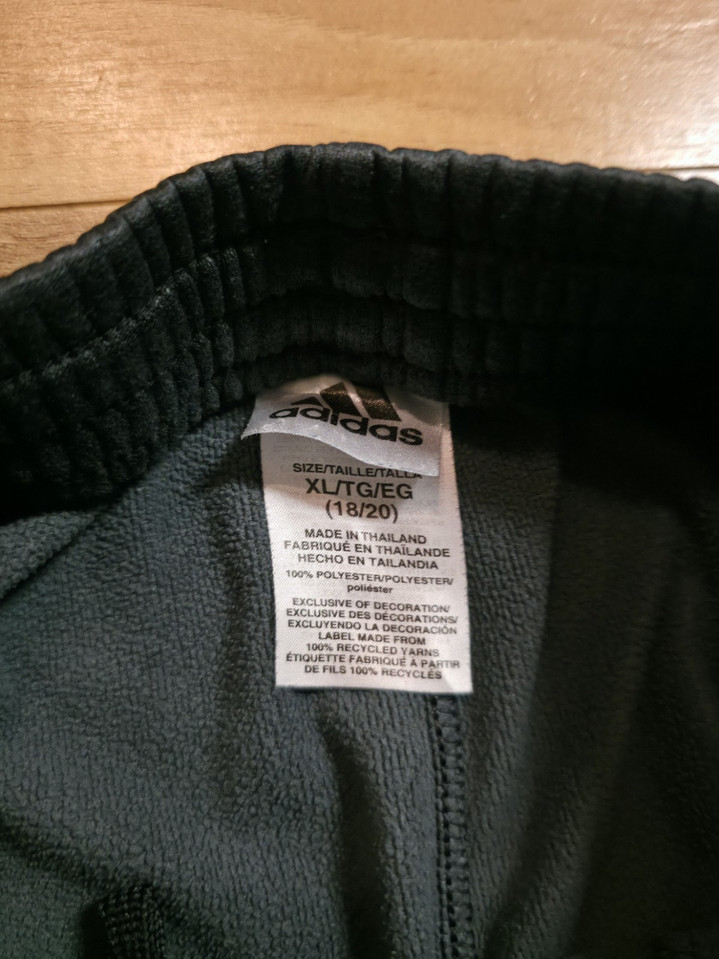 adidas
SIZE/TAILLE/TALLA
XL/TG/EG
(18/20)
MADE IN THAILAND
FABRIQUÉ EN THAÏLANDE
HECHO EN TAILANDIA
100% POLYESTER/POLYESTER/
poliéster
EXCLUSIVE OF DECORATION/
EXCLUSIVE DES DÉCORATIONS/
EXCLUYENDO LA DECORACIÓN
LABEL MADE FROM
100% RECYCLED YARNS
ÉTIQUETTE FABRIQUÉ À PARTIR
DE FILS 100% RECYCLÉS